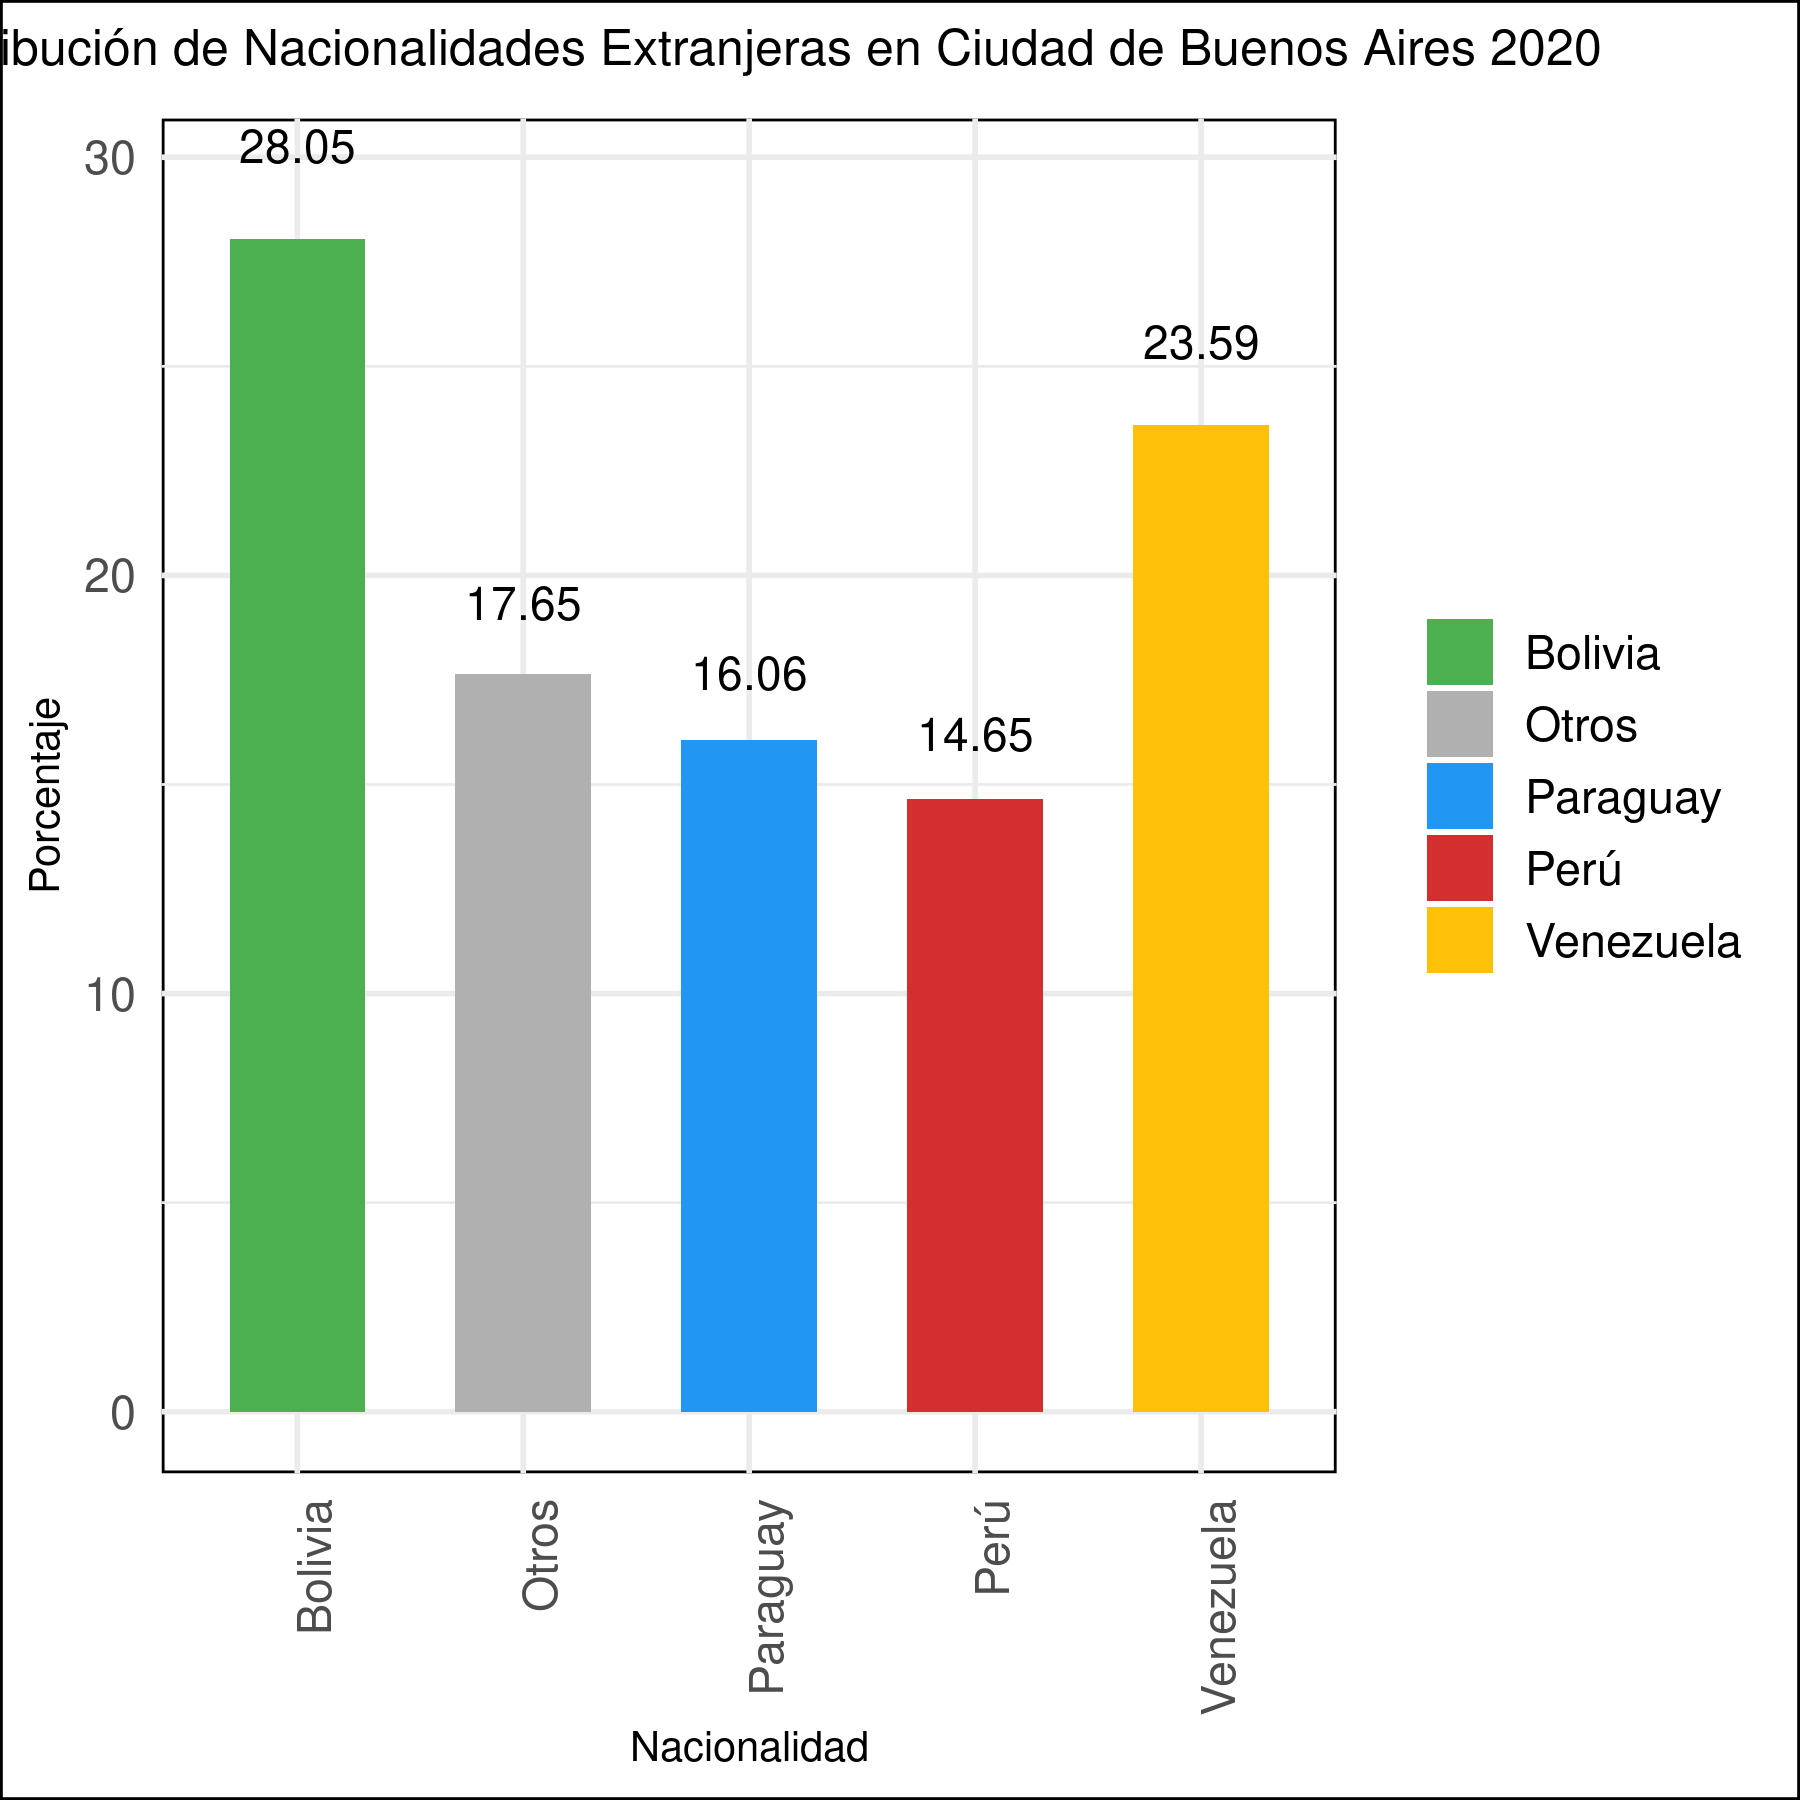 ibución de Nacionalidades Extranjeras en Ciudad de Buenos Aires 2020
28.05
23.59
17.65
16.06
14.65
30
20
10
0
Porcentaje
Bolivia
Otros
Paraguay
Perú
Venezuela
Nacionalidad
Bolivia
Otros
Paraguay
Perú
Venezuela